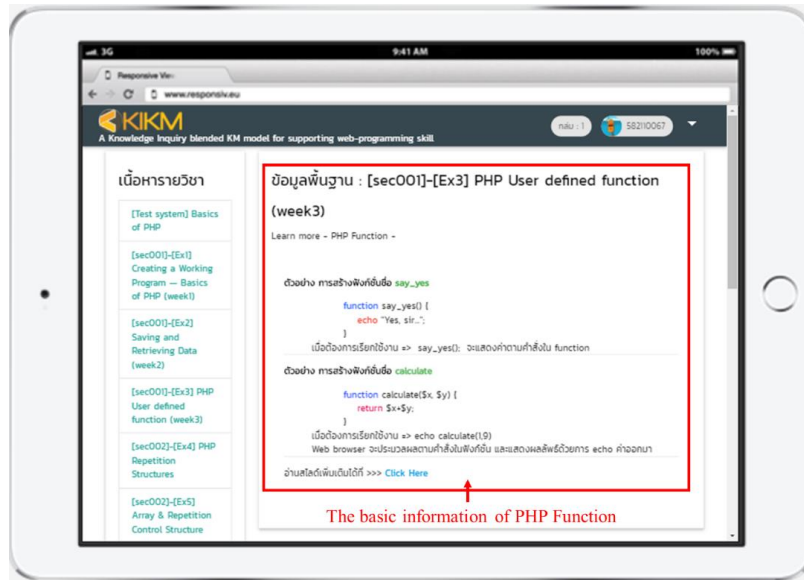 3G 9:41 AM 100%
Responsive Vie
www.responsiv.eu
KIKM
A Knowledge Inquiry blended KM model for supporting web-programming skill
กลุ่ม : 1 582110067
เนื้อหารายวิชา
[Test system] Basics
of PHP
[sec001]-[Ex1]
Creating a Working
Program — Basics
of PHP (week1)
[sec001]-[Ex2]
Saving and
Retrieving Data
(week2)
[sec001]-[Ex3] PHP
User defined
function (week3)
[sec002]-[Ex4] PHP
Repetition
Structures
[sec002]-[Ex5]
Array & Repetition
Control Structure
ข้อมูลพื้นฐาน : [sec001]-[Ex3] PHP User defined function
(week3)
Learn more - PHP Function -
ตัวอย่าง การสร้างฟังก์ชั่นชื่อ say_yes
function say_yes() {
echo "Yes, sir...";
}
เมื่อต้องการเรียกใช้งาน => say_yes(); จะแสดงค่าตามคำสั่งใน function
ตัวอย่าง การสร้างฟังก์ชั่นชื่อ calculate
function calculate($x, $y) {
return $x+$y;
}
เมื่อต้องการเรียกใช้งาน => echo calculate(1,9)
Web browser จะประมวลผลตามคำสั่งในฟังก์ชั่น และแสดงผลลัพธ์ด้วยการ echo ค่าออกมา
อ่านสไลด์เพิ่มเติมได้ที่ >>> Click Here
The basic information of PHP Function